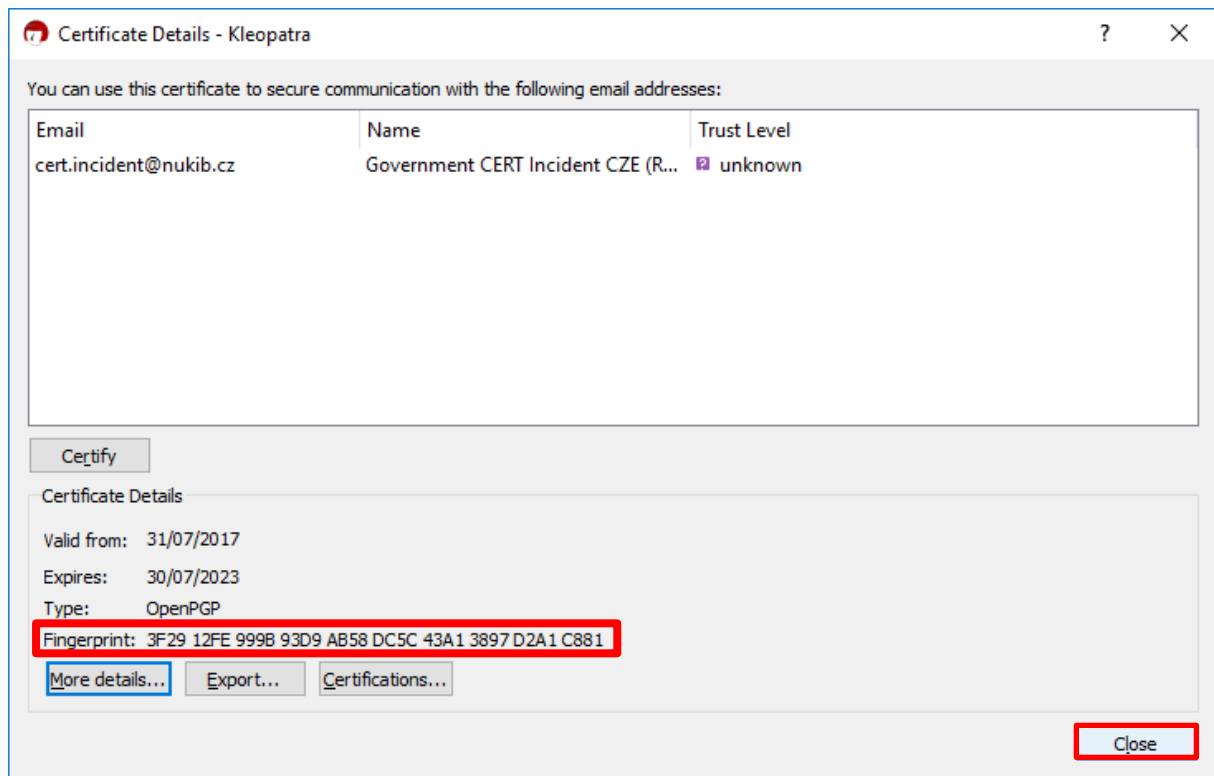 Certificate Details - Kleopatra ?
You can use this certificate to secure communication with the following email addresses:
Email Name Trust Level
cert.incident@nukib.cz Government CERT Incident CZE (R... unknown
Certify
Certificate Details
Valid from: 31/07/2017
Expires: 30/07/2023
Type: OpenPGP
Fingerprint: 3F29 12FE 999B 93D9 AB58 DC5C 43A1 3897 D2A1 C881
More details... Export... Certifications...
Close